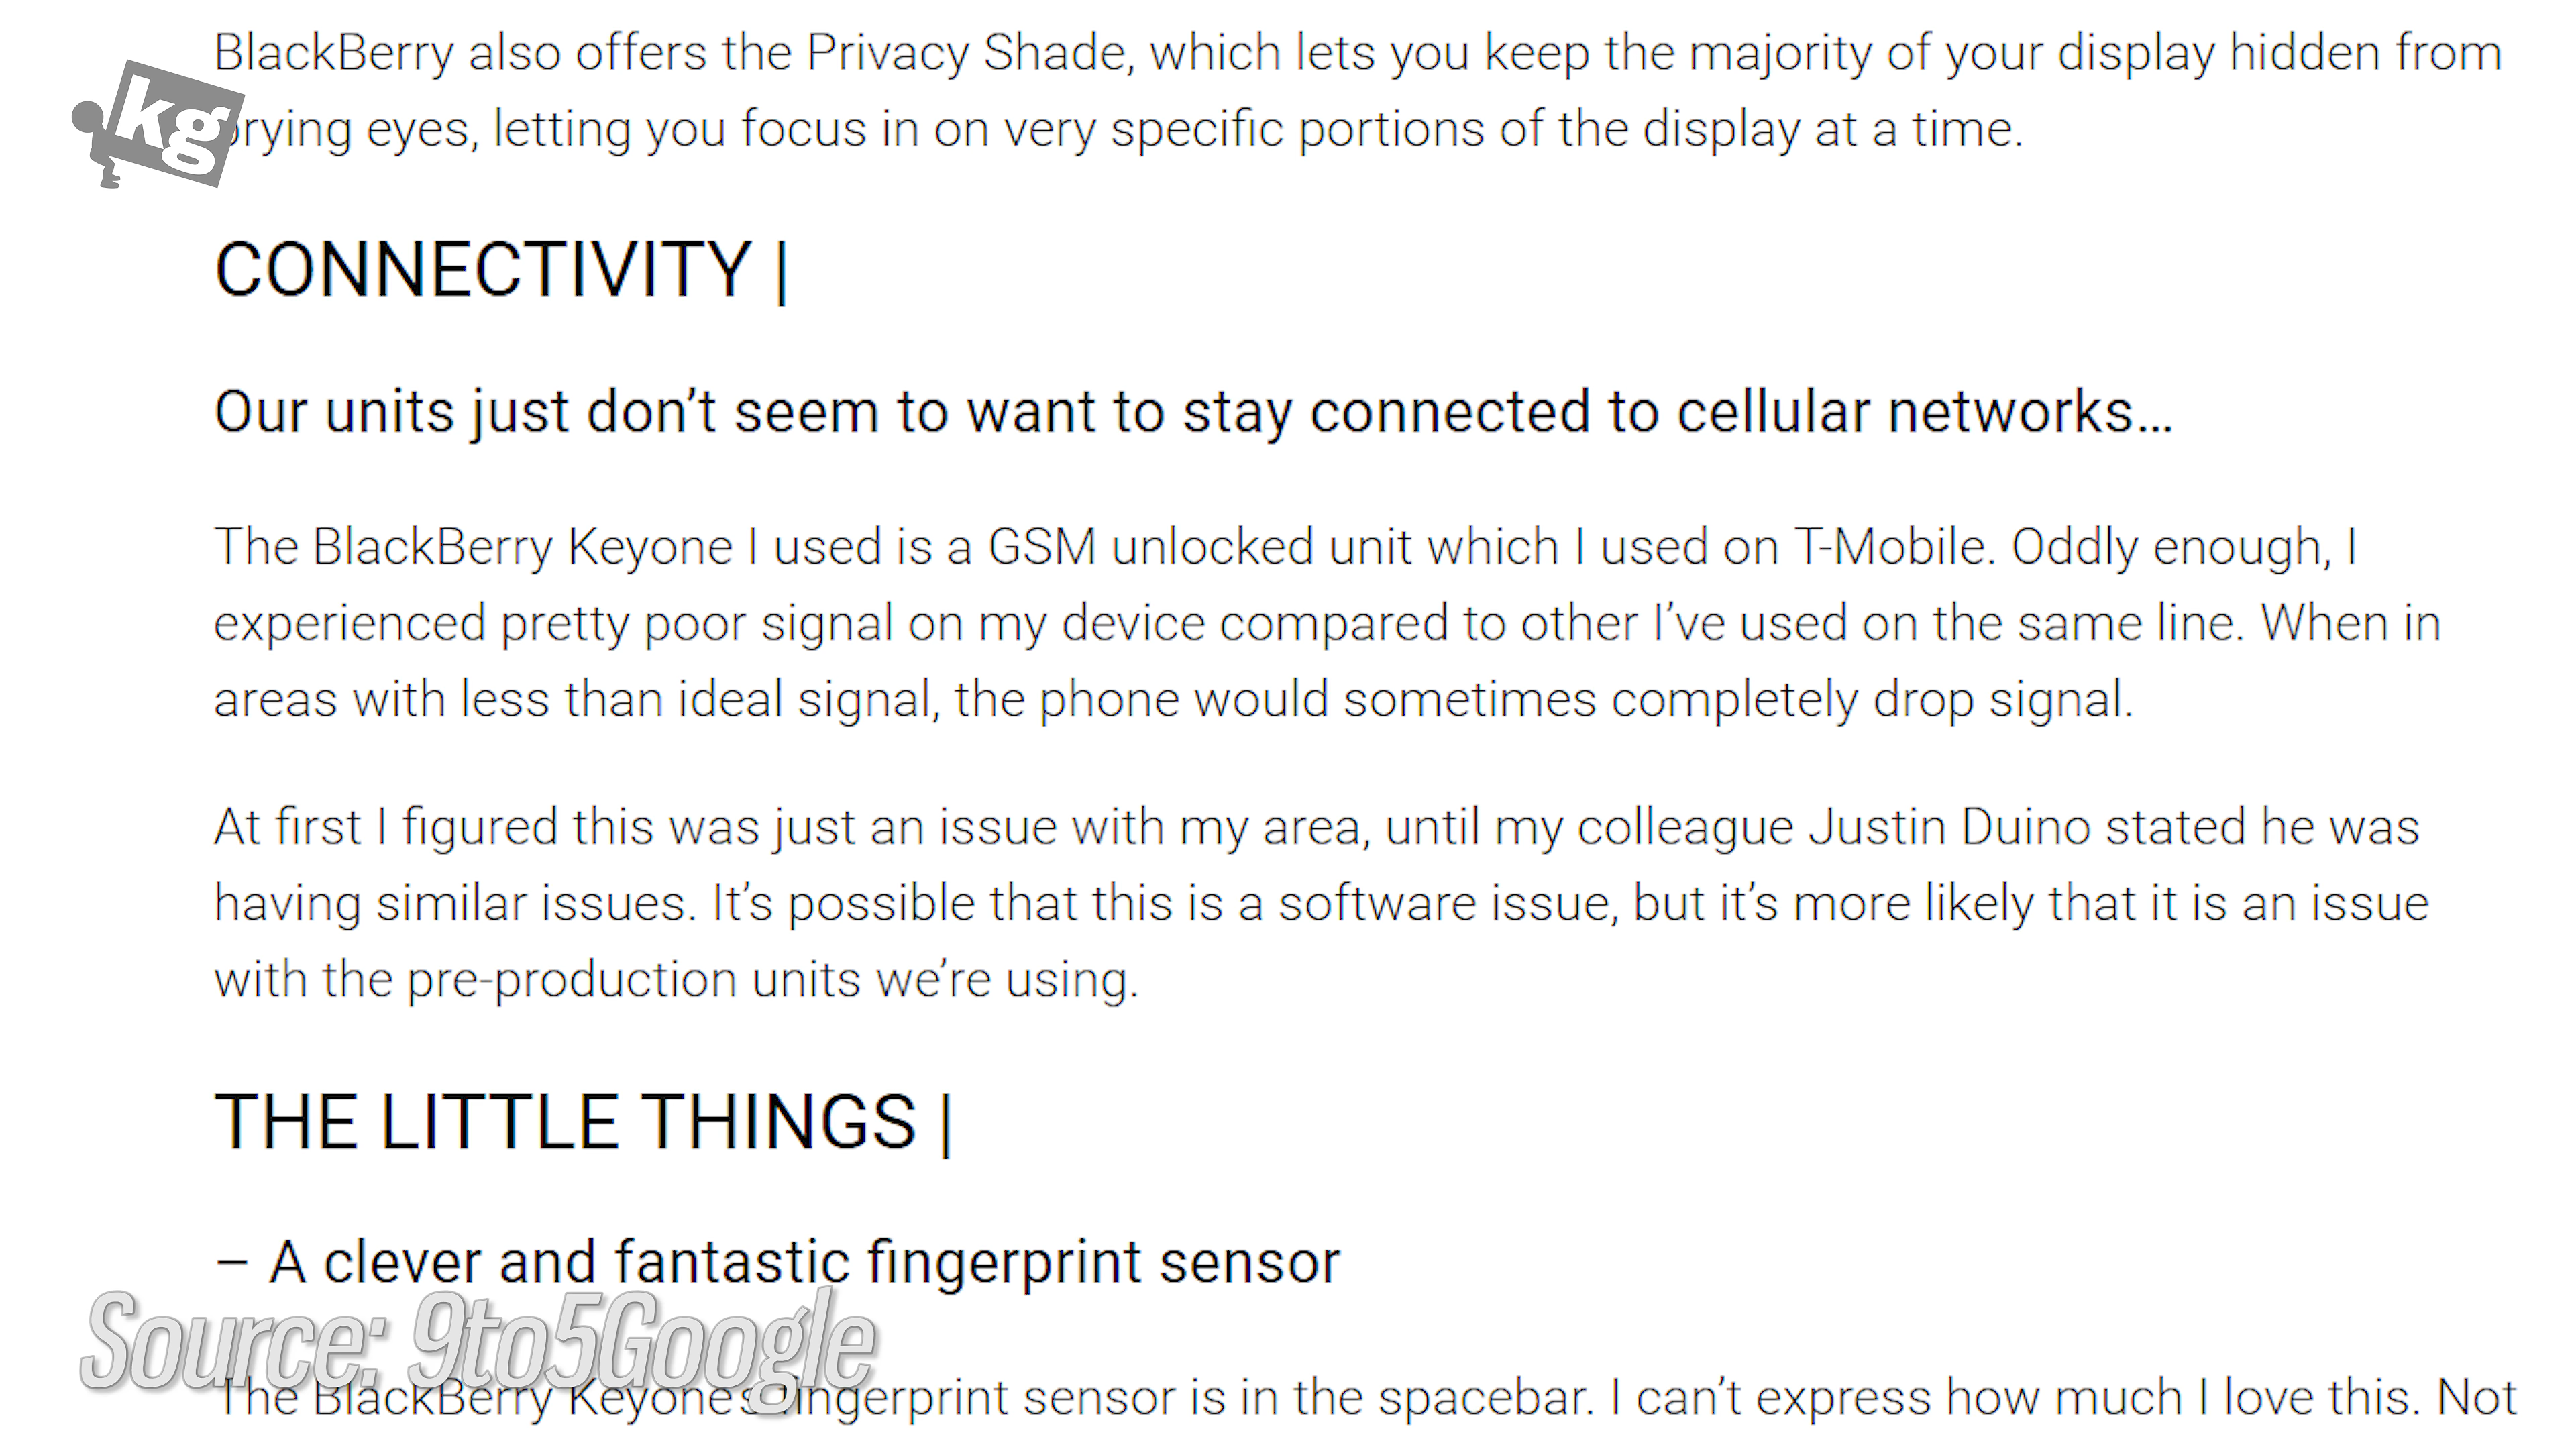 BlackBerry also offers the Privacy Shade, which lets you keep the majority of your display hidden from
kg
prying eyes, letting you focus in on very specific portions of the display at a time.
CONNECTIVITY |
Our units just don’t seem to want to stay connected to cellular networks…
The BlackBerry Keyone I used is a GSM unlocked unit which I used on T-Mobile. Oddly enough, I
experienced pretty poor signal on my device compared to other I’ve used on the same line. When in
areas with less than ideal signal, the phone would sometimes completely drop signal.
At first I figured this was just an issue with my area, until my colleague Justin Duino stated he was
having similar issues. It’s possible that this is a software issue, but it’s more likely that it is an issue
with the pre-production units we’re using.
THE LITTLE THINGS |
– A clever and fantastic fingerprint sensor
Source: 9to5Google
The BlackBerry Keyone’s fingerprint sensor is in the spacebar. I can’t express how much I love this. Not